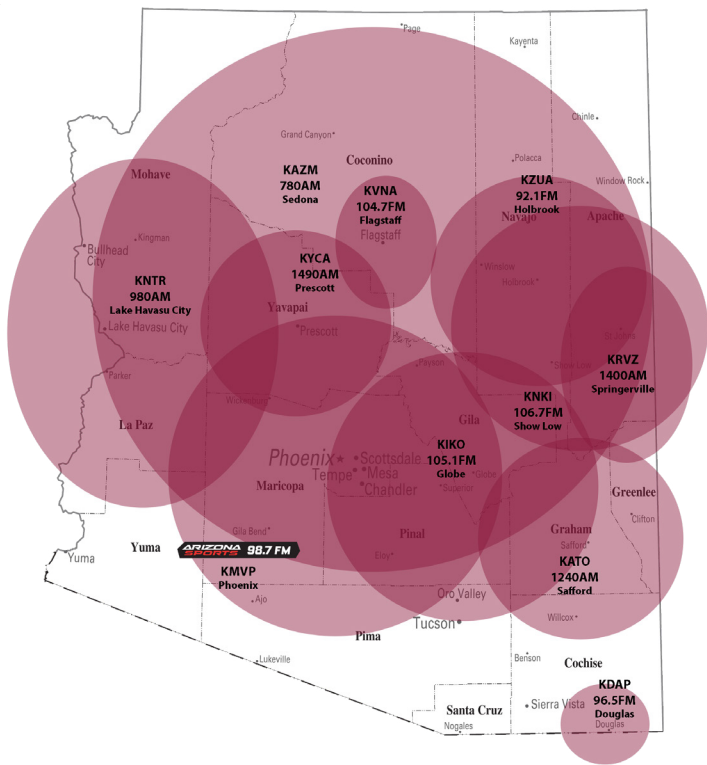 Page
Kayenta
Chinle
Grand Canyon
Coconino
Polacca
KAZM
780AM
Sedona
Mohave
KVNA
104.7FM
Flagstaff
Flagstaff
KZUA
92.1FM
Holbrook
Window Rock
Navajo
Apache
Kingman
Bullhead
City
KYCA
1490AM
Prescott
Winslow
Holbrook
KNTR
980AM
Lake Havasu City
Lake Havasu City
Yavapai
Prescott
St. Johns
KRVZ
1400AM
Springerville
Payson
Show Low
Parker
Wickenburg
KNKI
106.7FM
Show Low
La Paz
Gila
KIKO
105.1FM
Globe
Phoenix
Scottsdale
Tempe
Mesa
Chandler
Globe
Superior
Maricopa
Greenlee
Clifton
Gila Bend
Pinal
Graham
Safford
Yuma
ARIZONA
SPORTS
98.7 FM
Yuma
Eloy
KMVP
Phoenix
KATO
1240AM
Safford
Ajo
Oro Valley
Tucson
Willcox
Pima
Lukeville
Benson
Cochise
KDAP
96.5FM
Douglas
Santa Cruz
Sierra Vista
Nogales
Douglas